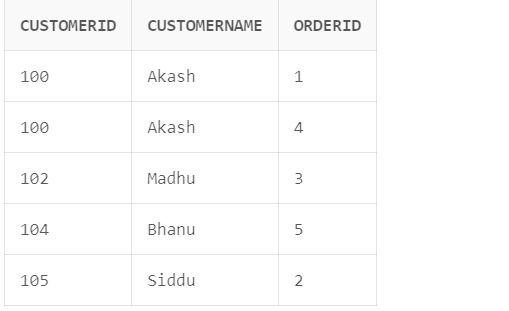 CUSTOMERID CUSTOMERNAME ORDERID
100 Akash 1
100 Akash 4
102 Madhu 3
104 Bhanu 5
105 Siddu 2